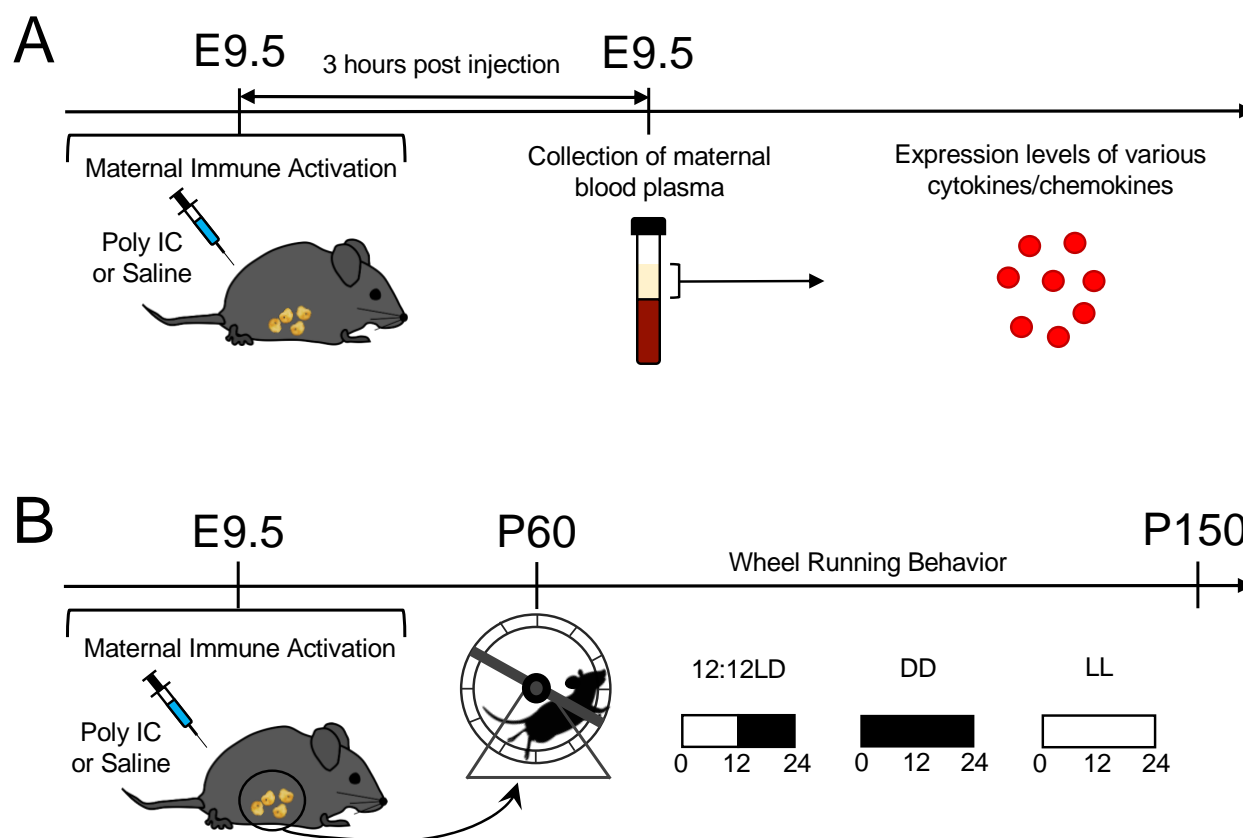 A
E9.5
3 hours post injection
E9.5
Maternal Immune Activation
Poly IC
or Saline
Collection of maternal
blood plasma
Expression levels of various
cytokines/chemokines
B
E9.5
P60
Wheel Running Behavior
P150
Maternal Immune Activation
Poly IC
or Saline
12:12LD
DD
LL
0 12 24
0 12 24
0 12 24